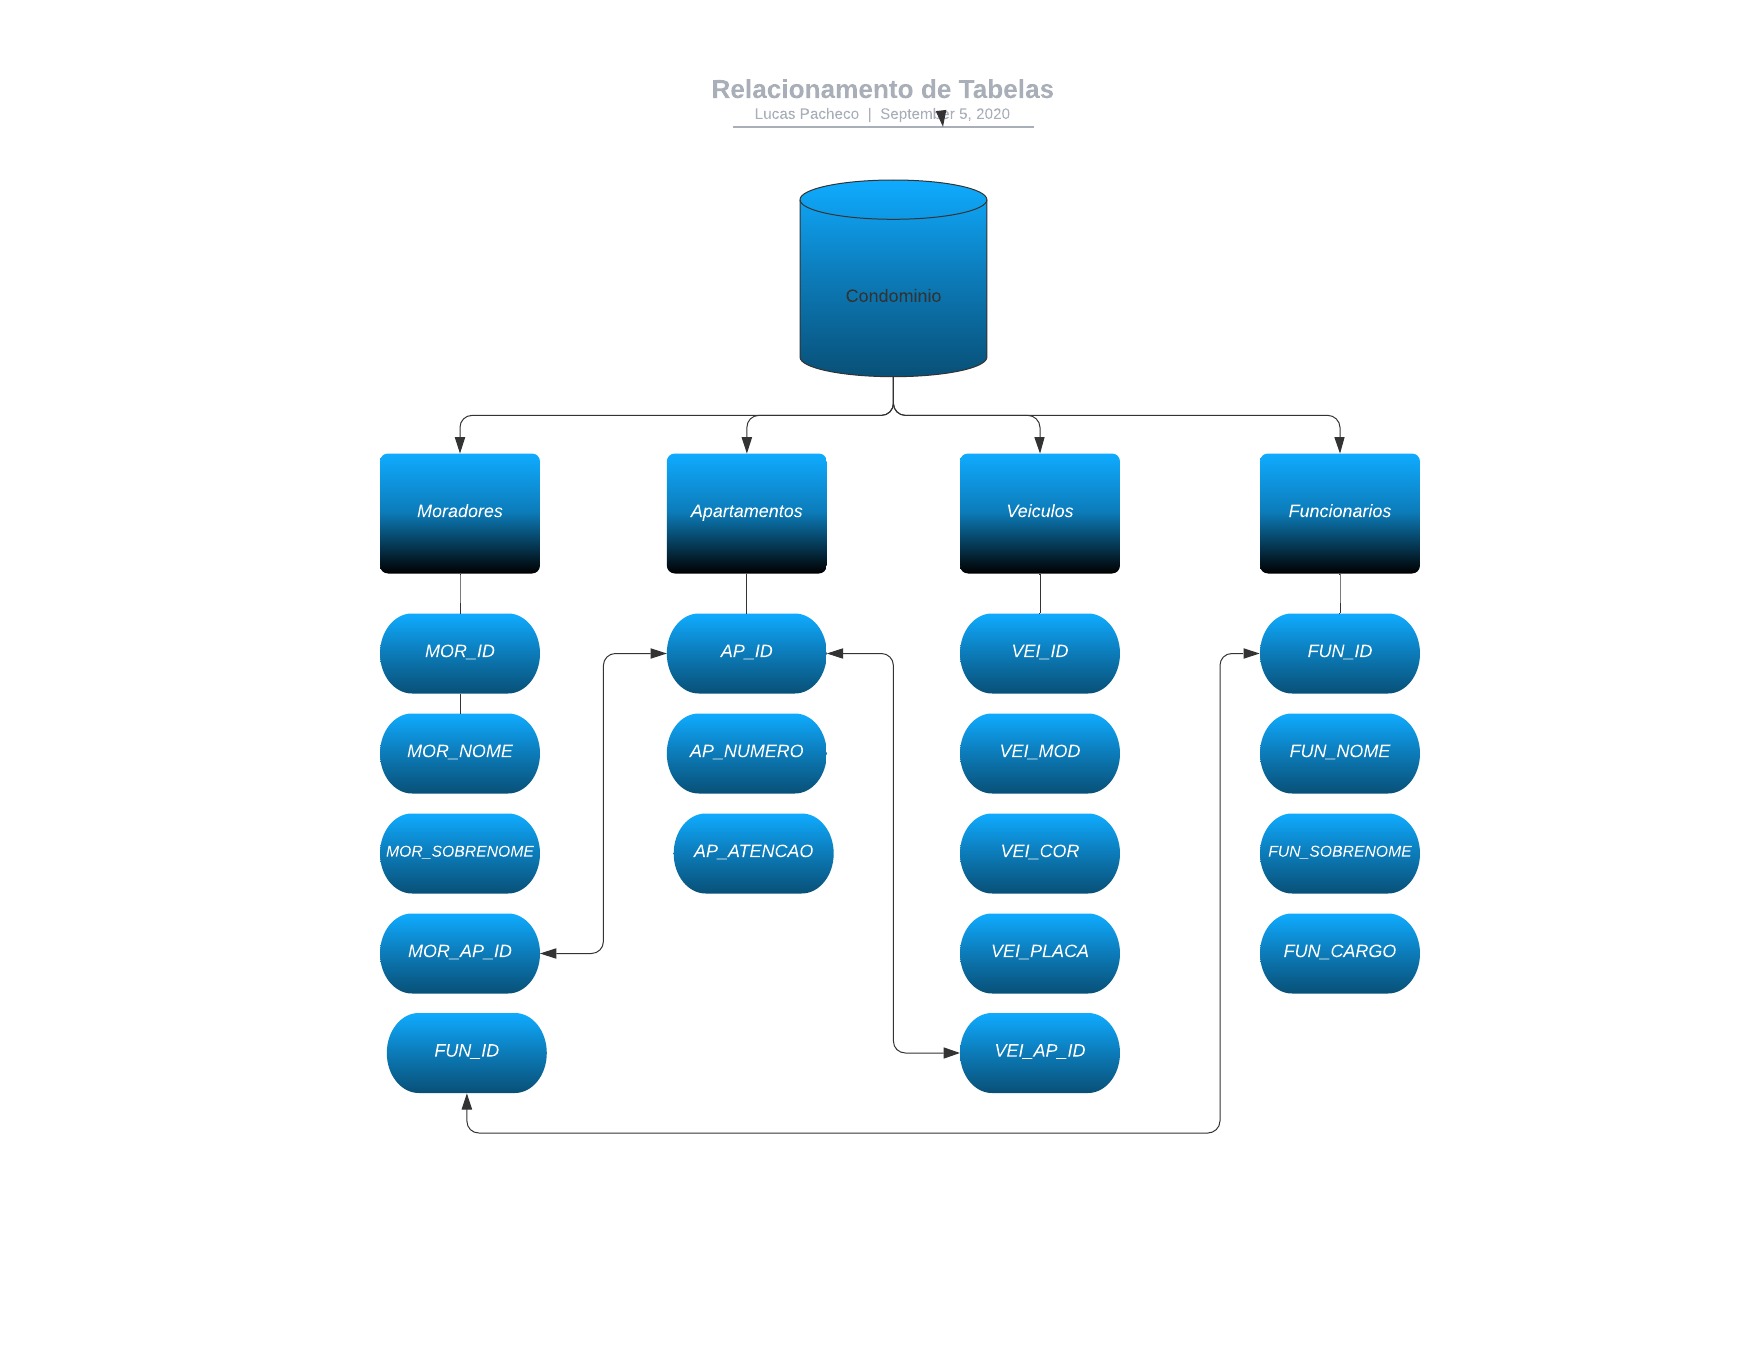 Relacionamento de Tabelas
Lucas Pacheco | September 5, 2020
Condominio
Moradores
Apartamentos
Veiculos
Funcionarios
MOR_ID
AP_ID
VEI_ID
FUN_ID
MOR_NOME
AP_NUMERO
VEI_MOD
FUN_NOME
MOR_SOBRENOME
AP_ATENCAO
VEI_COR
FUN_SOBRENOME
MOR_AP_ID
VEI_PLACA
FUN_CARGO
FUN_ID
VEI_AP_ID